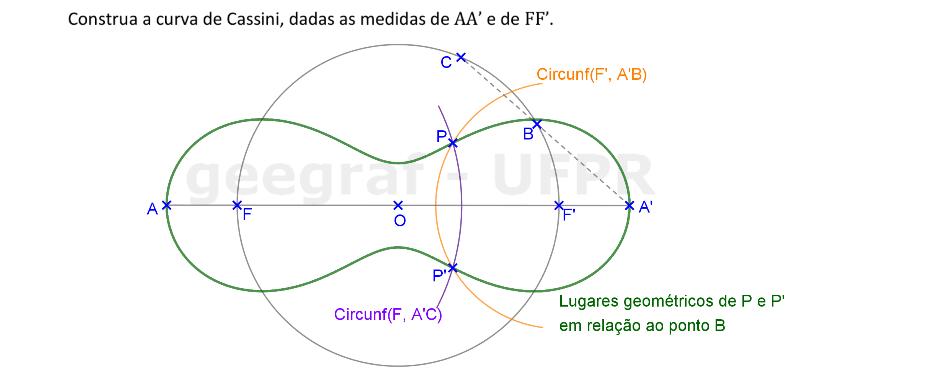 Construa a curva de Cassini, dadas as medidas de AA’ e de FF’.
C
Circunf(F', A'B)
P
B
geegraf - UFPR
A
F
O
F'
A'
P'
Circunf(F, A'C)
Lugares geométricos de P e P'
em relação ao ponto B